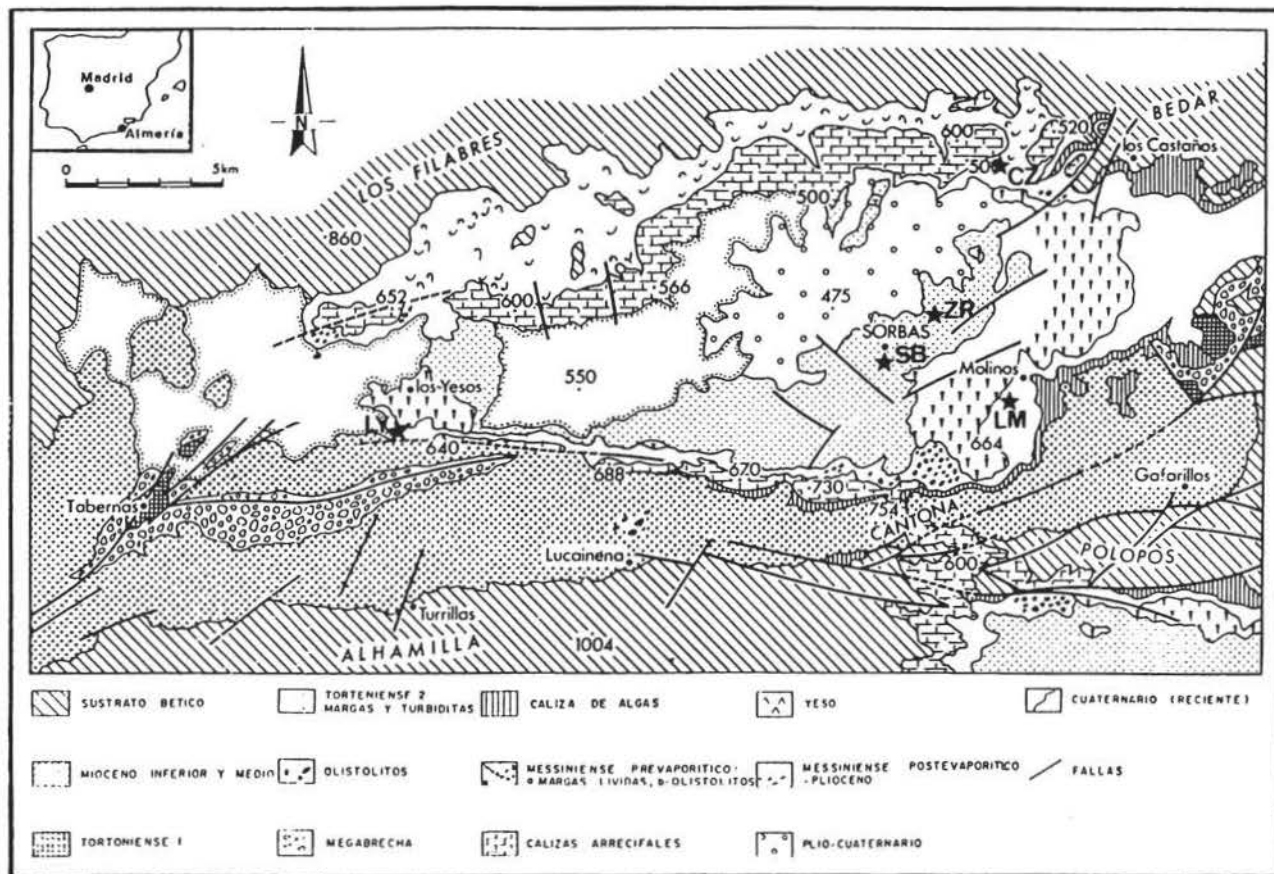 Madrid
Almería
N
0 5km
LOS FILABRES
BEDAR
los Castaños
520
600
CZ
500
860
566
652
600
475
ZR
SORBAS
SB
550
los Yesos
Molinos
LM
LY
640
664
670
688
730
Gafarillos
754
CANTONA
Tabernas
Lucainena
POLOPOS
600
Turrillas
ALHAMILLA
1004
SUSTRATO BETICO
TORTENIENSE 2
MARGAS Y TURBIDITAS
CALIZA DE ALGAS
YESO
CUATERNARIO (RECIENTE)
MIOCENO INFERIOR Y MEDIO
OLISTOLITOS
MESSINIENSE PREVAPORITICO:
a MARGAS LIVIDAS, b-OLISTOLITOS
MESSINIENSE POSTEVAPORITICO
-PLIOCENO
FALLAS
TORTONIENSE 1
MEGABRECHA
CALIZAS ARRECIFALES
PLIO-CUATERNARIO